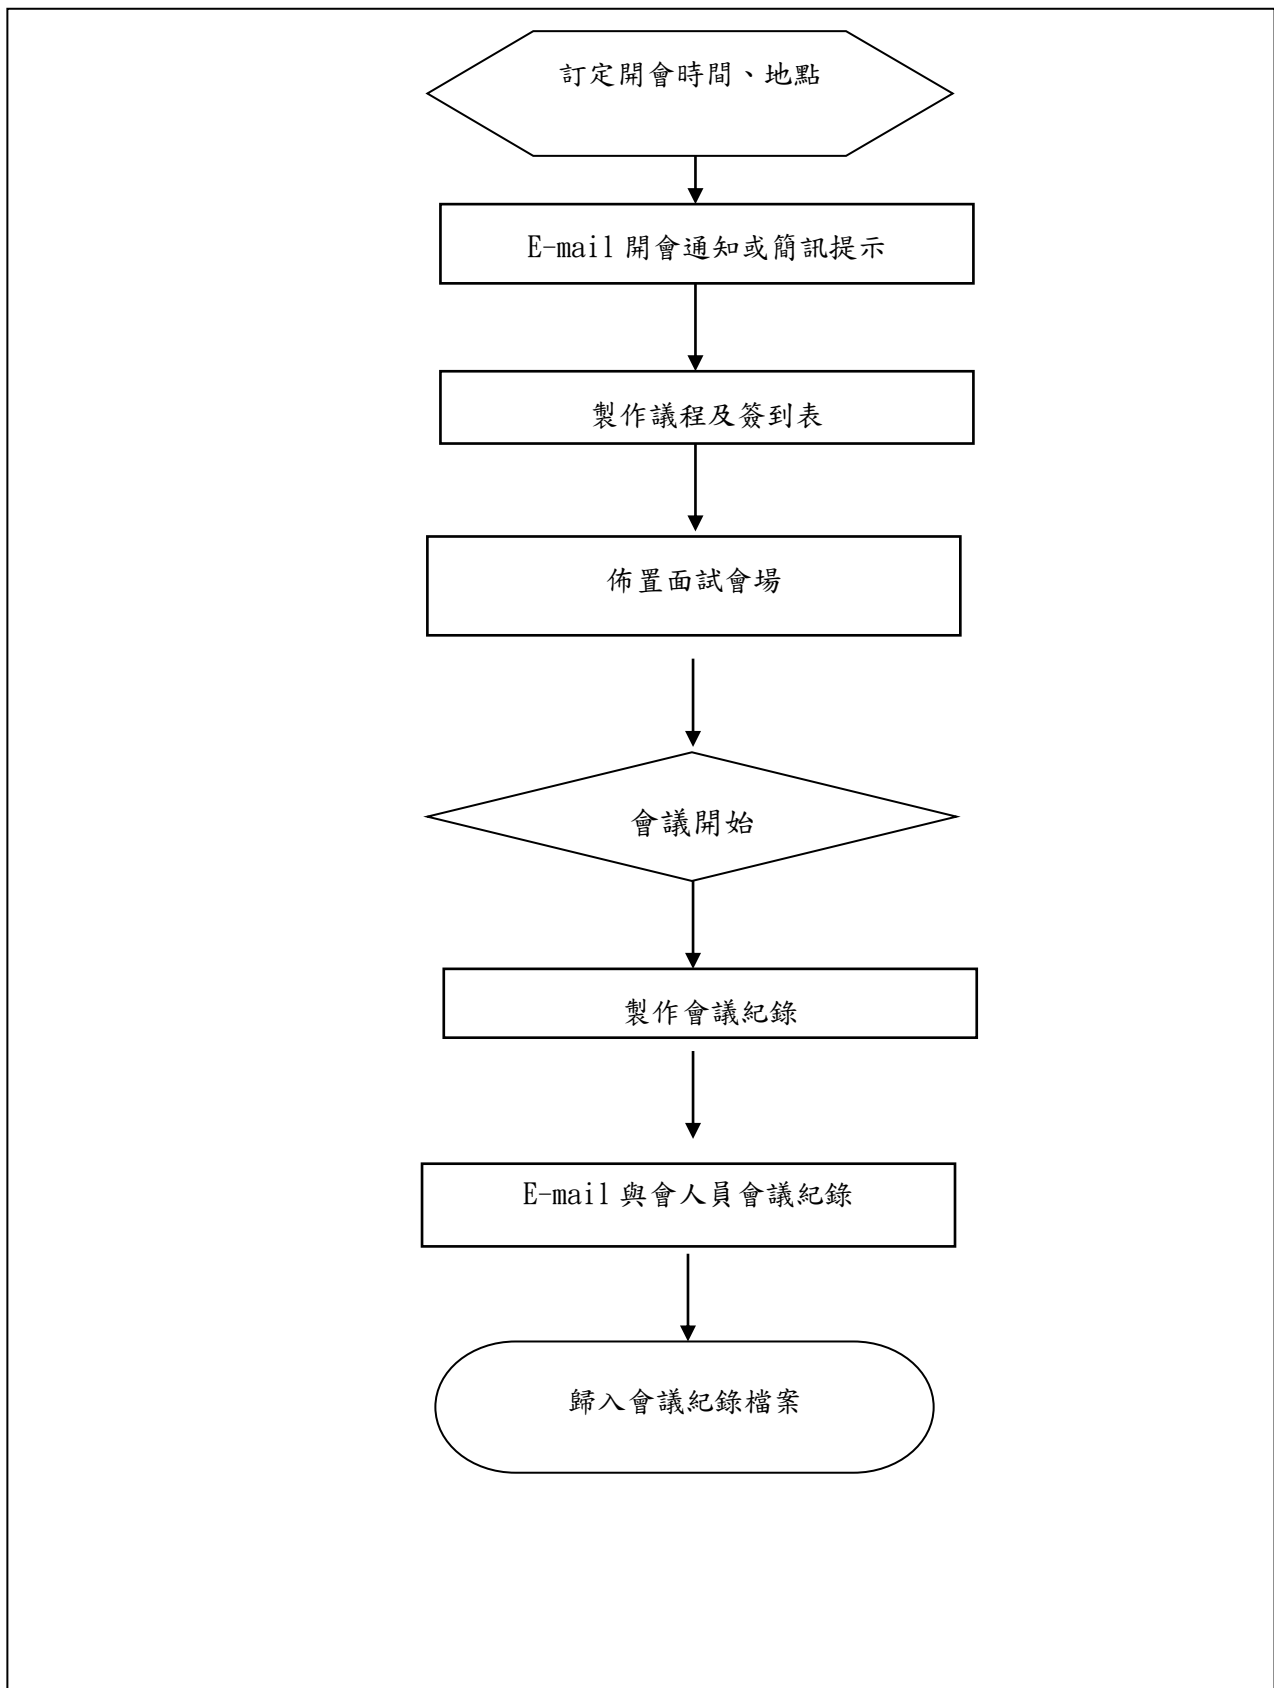 訂定開會時間、地點
E-mail 開會通知或簡訊提示
製作議程及簽到表
佈置面試會場
會議開始
製作會議紀錄
E-mail 與會人員會議紀錄
歸入會議紀錄檔案